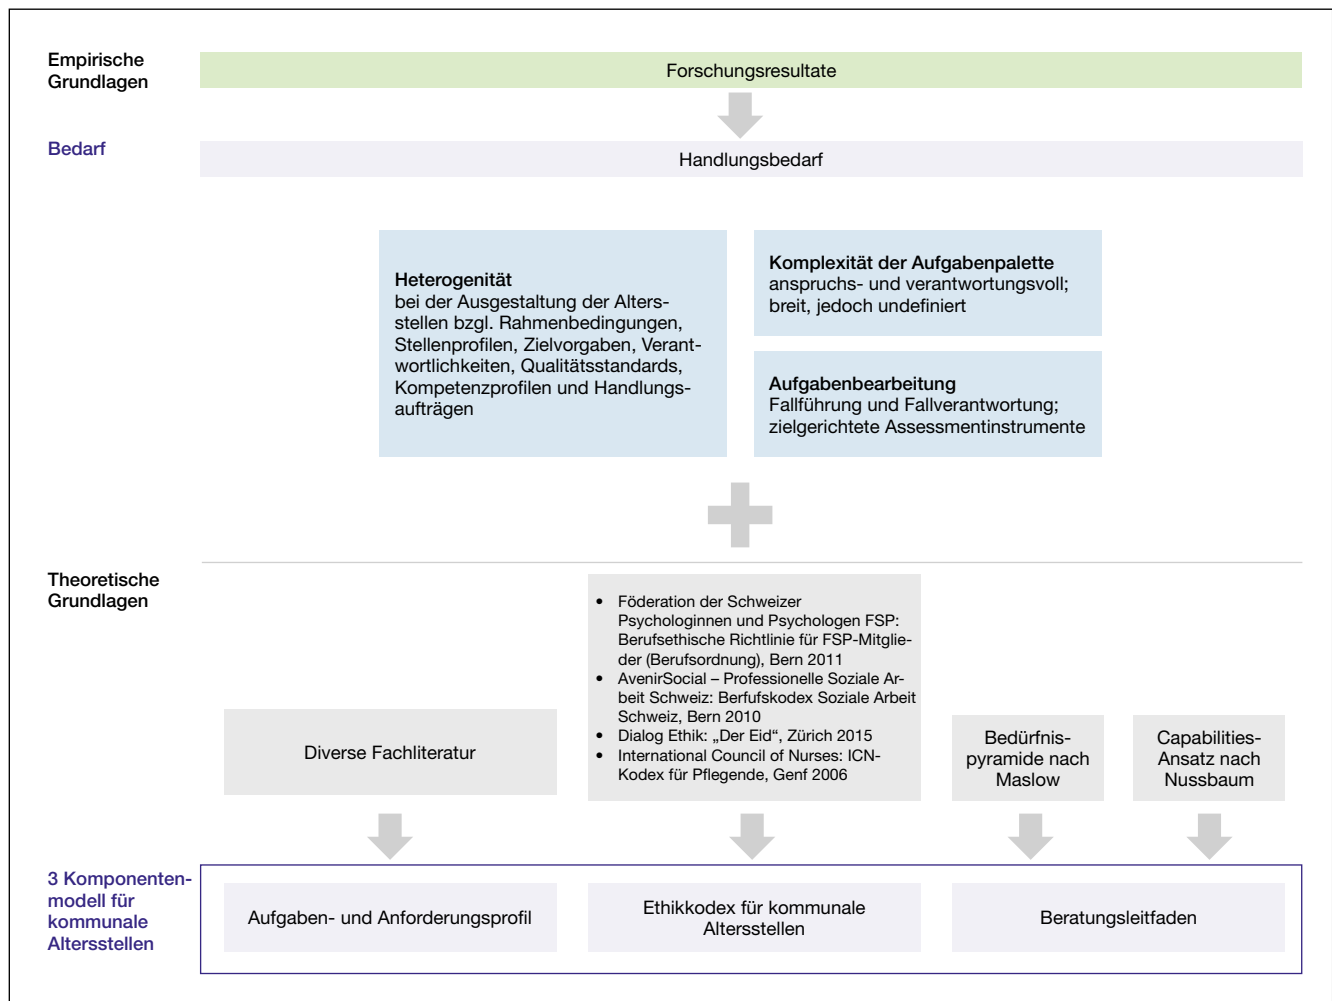 Empirische
Grundlagen
Forschungsresultate
Bedarf
Handlungsbedarf
Heterogenität
bei der Ausgestaltung der Alters-
stellen bzgl. Rahmenbedingungen,
Stellenprofilen, Zielvorgaben, Verant-
wortlichkeiten, Qualitätsstandards,
Kompetenzprofilen und Handlungs-
aufträgen
Komplexität der Aufgabenpalette
anspruchs- und verantwortungsvoll;
breit, jedoch undefiniert
Aufgabenbearbeitung
Fallführung und Fallverantwortung;
zielgerichtete Assessmentinstrumente
Theoretische
Grundlagen
Diverse Fachliteratur
• Föderation der Schweizer
Psychologinnen und Psychologen FSP:
Berufsethische Richtlinie für FSP-Mitglie-
der (Berufsordnung), Bern 2011
• AvenirSocial – Professionelle Soziale Ar-
beit Schweiz: Berfufskodex Soziale Arbeit
Schweiz, Bern 2010
• Dialog Ethik: „Der Eid“, Zürich 2015
• International Council of Nurses: ICN-
Kodex für Pflegende, Genf 2006
Bedürfnis-
pyramide nach
Maslow
Capabilities-
Ansatz nach
Nussbaum
3 Komponenten-
modell für
kommunale
Altersstellen
Aufgaben- und Anforderungsprofil
Ethikkodex für kommunale
Altersstellen
Beratungsleitfaden